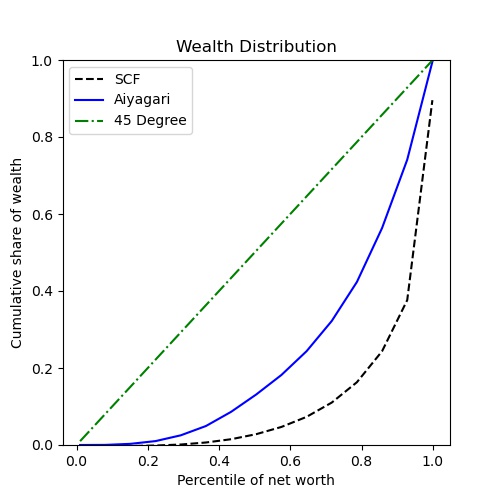 Wealth Distribution
SCF
Aiyagari
45 Degree
Cumulative share of wealth
1.0
0.8
0.6
0.4
0.2
0.0
0.0 0.2 0.4 0.6 0.8 1.0
Percentile of net worth